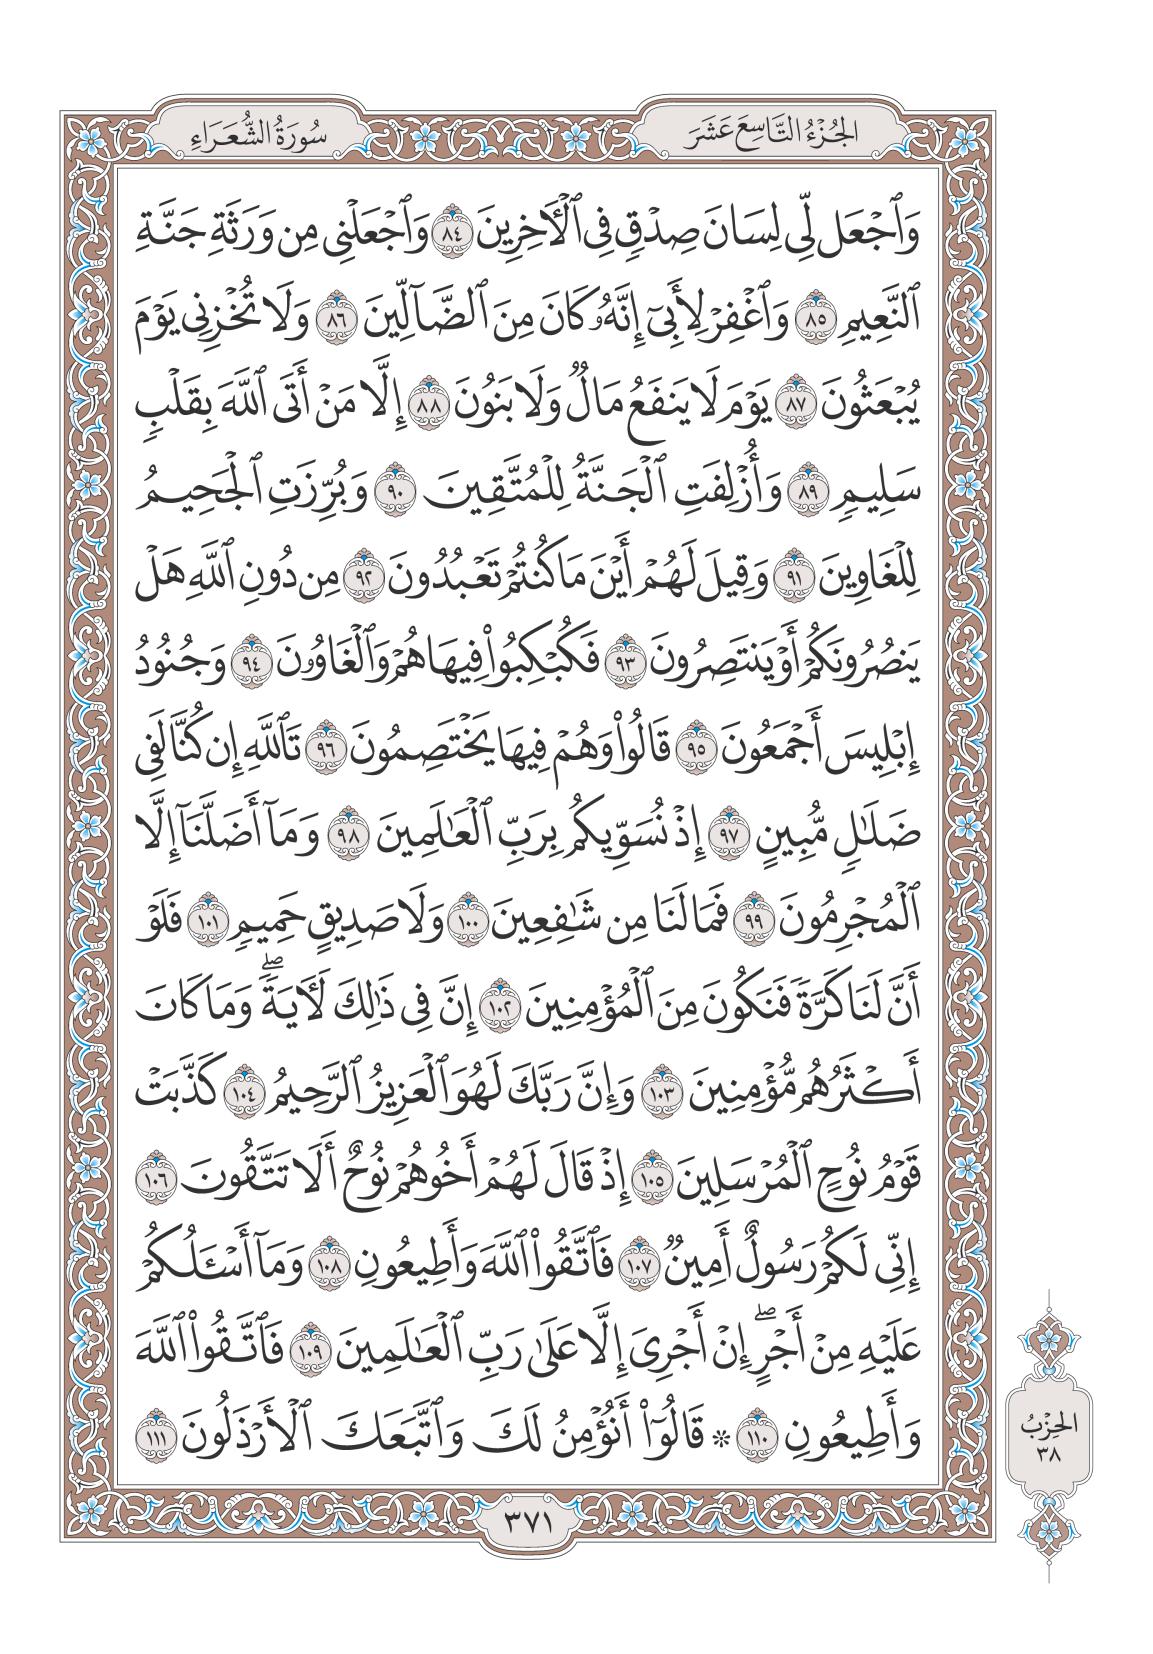 الجُزْءُ التَّاسِعَ عَشَرَ
سُورَةُ الشُّعَرَاءِ
وَٱجْعَل لِّى لِسَانَ صِدْقٍ فِى ٱلْأَخِرِينَ ٨٤ وَٱجْعَلْنِى مِن وَرَثَةِ جَنَّةِ
ٱلنَّعِيمِ ٨٥ وَٱغْفِرْ لِأَبِىٓ إِنَّهُۥ كَانَ مِنَ ٱلضَّآلِّينَ ٨٦ وَلَا تُخْزِنِى يَوْمَ
يُبْعَثُونَ ٨٧ يَوْمَ لَا يَنفَعُ مَالٌ وَلَا بَنُونَ ٨٨ إِلَّا مَنْ أَتَى ٱللَّهَ بِقَلْبٍ
سَلِيمٍ ٨٩ وَأُزْلِفَتِ ٱلْجَنَّةُ لِلْمُتَّقِينَ ٩٠ وَبُرِّزَتِ ٱلْجَحِيمُ
لِلْغَاوِينَ ٩١ وَقِيلَ لَهُمْ أَيْنَ مَا كُنتُمْ تَعْبُدُونَ ٩٢ مِن دُونِ ٱللَّهِ هَلْ
يَنصُرُونَكُمْ أَوْ يَنتَصِرُونَ ٩٣ فَكُبْكِبُوا۟ فِيهَا هُمْ وَٱلْغَاوُۥنَ ٩٤ وَجُنُودُ
إِبْلِيسَ أَجْمَعُونَ ٩٥ قَالُوا۟ وَهُمْ فِيهَا يَخْتَصِمُونَ ٩٦ تَٱللَّهِ إِن كُنَّا لَفِى
ضَلَٰلٍ مُّبِينٍ ٩٧ إِذْ نُسَوِّيكُم بِرَبِّ ٱلْعَٰلَمِينَ ٩٨ وَمَآ أَضَلَّنَآ إِلَّا
ٱلْمُجْرِمُونَ ٩٩ فَمَا لَنَا مِن شَٰفِعِينَ ١٠٠ وَلَا صَدِيقٍ حَمِيمٍ ١٠١ فَلَوْ
أَنَّ لَنَا كَرَّةً فَنَكُونَ مِنَ ٱلْمُؤْمِنِينَ ١٠٢ إِنَّ فِى ذَٰلِكَ لَأَيَةً ۖ وَمَا كَانَ
أَكْثَرُهُم مُّؤْمِنِينَ ١٠٣ وَإِنَّ رَبَّكَ لَهُوَ ٱلْعَزِيزُ ٱلرَّحِيمُ ١٠٤ كَذَّبَتْ
قَوْمُ نُوحٍ ٱلْمُرْسَلِينَ ١٠٥ إِذْ قَالَ لَهُمْ أَخُوهُمْ نُوحٌ أَلَا تَتَّقُونَ ١٠٦
إِنِّى لَكُمْ رَسُولٌ أَمِينٌ ١٠٧ فَٱتَّقُوا۟ ٱللَّهَ وَأَطِيعُونِ ١٠٨ وَمَآ أَسْـَٔلُكُمْ
عَلَيْهِ مِنْ أَجْرٍ ۖ إِنْ أَجْرِىَ إِلَّا عَلَىٰ رَبِّ ٱلْعَٰلَمِينَ ١٠٩ فَٱتَّقُوا۟ ٱللَّهَ
وَأَطِيعُونِ ١١٠ * قَالُوٓا۟ أَنُؤْمِنُ لَكَ وَٱتَّبَعَكَ ٱلْأَرْذَلُونَ ١١١
الحِزْبُ
٣٨
٣٧١